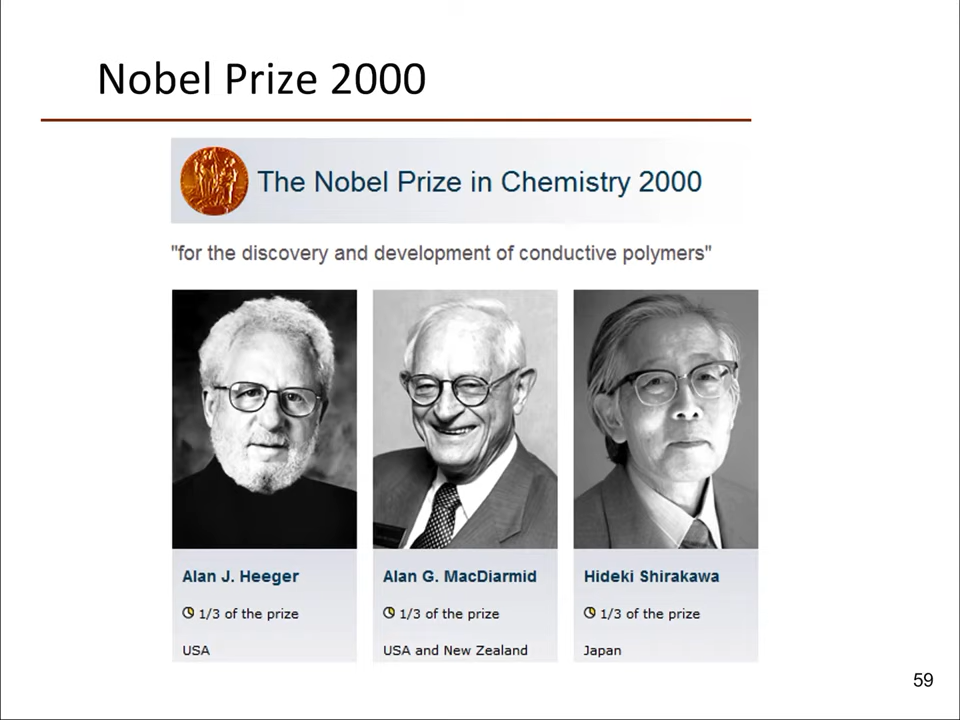 Nobel Prize 2000
The Nobel Prize in Chemistry 2000
"for the discovery and development of conductive polymers"
Alan J. Heeger
1/3 of the prize
USA
Alan G. MacDiarmid
1/3 of the prize
USA and New Zealand
Hideki Shirakawa
1/3 of the prize
Japan
59